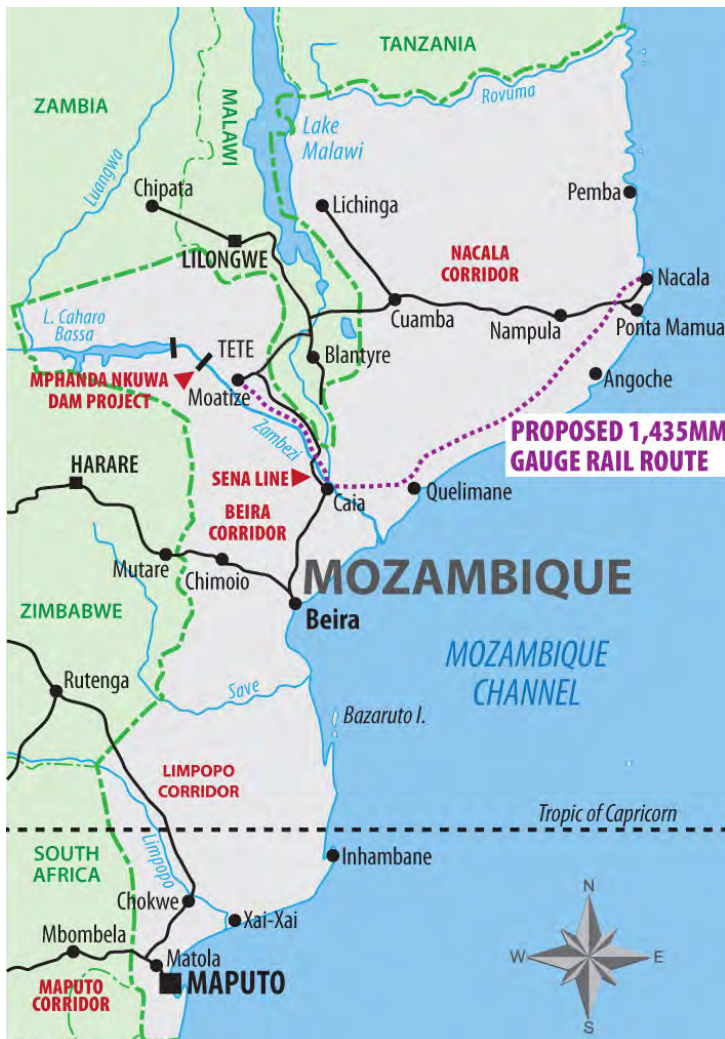 TANZANIA
Rovuma
ZAMBIA
MALAWI
Luangwa
Lake
Malawi
Chipata
Lichinga
Pemba
LILONGWE
NACALA
CORRIDOR
Nacala
L. Caharo
Bassa
Cuamba
Nampula
Ponta Mamua
TETE
Blantyre
MPHANDA NKUWA
DAM PROJECT
Moatize
Angoche
Zambezi
PROPOSED 1,435MM
GAUGE RAIL ROUTE
HARARE
SENA LINE
Caia
Quelimane
BEIRA
CORRIDOR
Mutare
Chimoio
MOZAMBIQUE
Beira
ZIMBABWE
MOZAMBIQUE
CHANNEL
Rutenga
Save
Bazaruto I.
LIMPOPO
CORRIDOR
Tropic of Capricorn
Limpopo
SOUTH
AFRICA
Inhambane
Chokwe
Xai-Xai
Mbombela
Matola
MAPUTO
MAPUTO
CORRIDOR
N
W
E
S